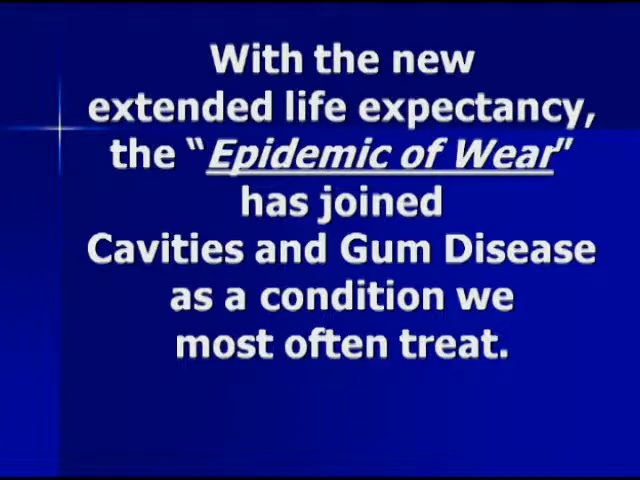 With the new
extended life expectancy,
the “Epidemic of Wear”
has joined
Cavities and Gum Disease
as a condition we
most often treat.